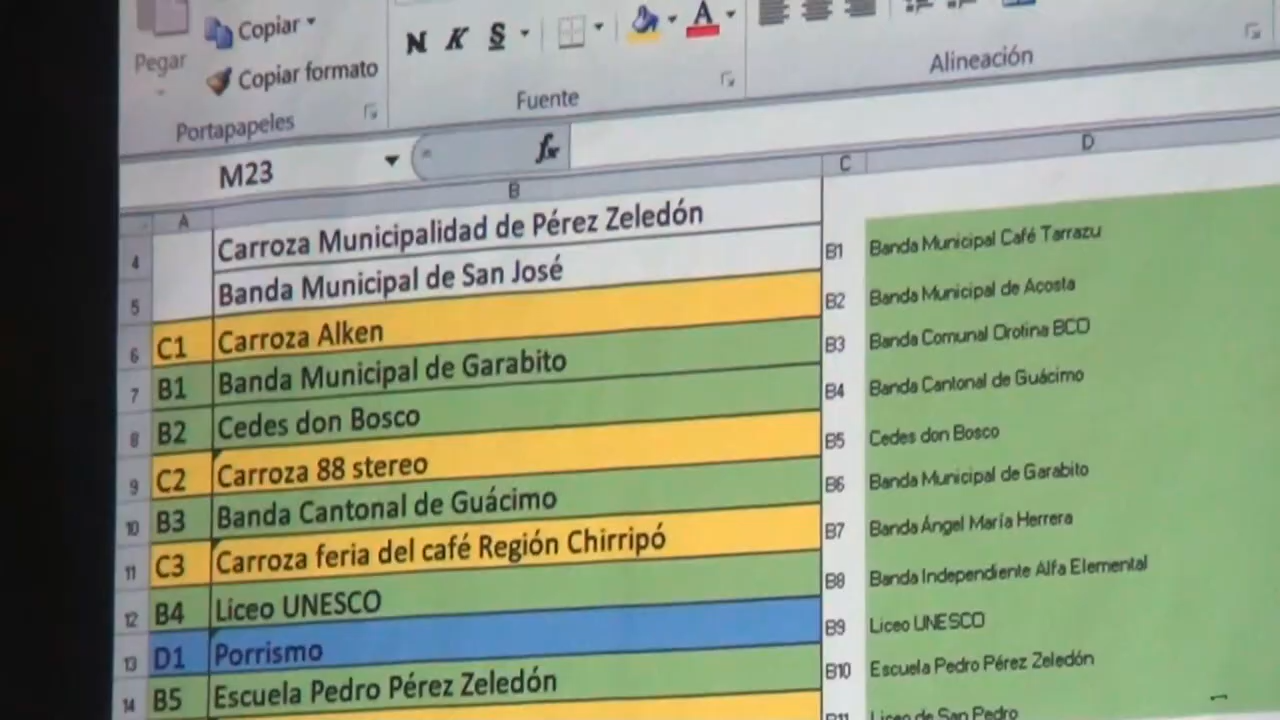 Copiar
Pegar
Copiar formato
Portapapeles
N K S A
Fuente
Alineación
M23
fx
A B C D
4 Carroza Municipalidad de Pérez Zeledón
5 Banda Municipal de San José
6 C1 Carroza Alken
7 B1 Banda Municipal de Garabito
8 B2 Cedes don Bosco
9 C2 Carroza 88 stereo
10 B3 Banda Cantonal de Guácimo
11 C3 Carroza feria del café Región Chirripó
12 B4 Liceo UNESCO
13 D1 Porrismo
14 B5 Escuela Pedro Pérez Zeledón
B1 Banda Municipal Café Tarrazu
B2 Banda Municipal de Acosta
B3 Banda Comunal Orotina BCO
B4 Banda Cantonal de Guácimo
B5 Cedes don Bosco
B6 Banda Municipal de Garabito
B7 Banda Ángel María Herrera
B8 Banda Independiente Alfa Elemental
B9 Liceo UNESCO
B10 Escuela Pedro Pérez Zeledón
B11 Liceo de San Pedro